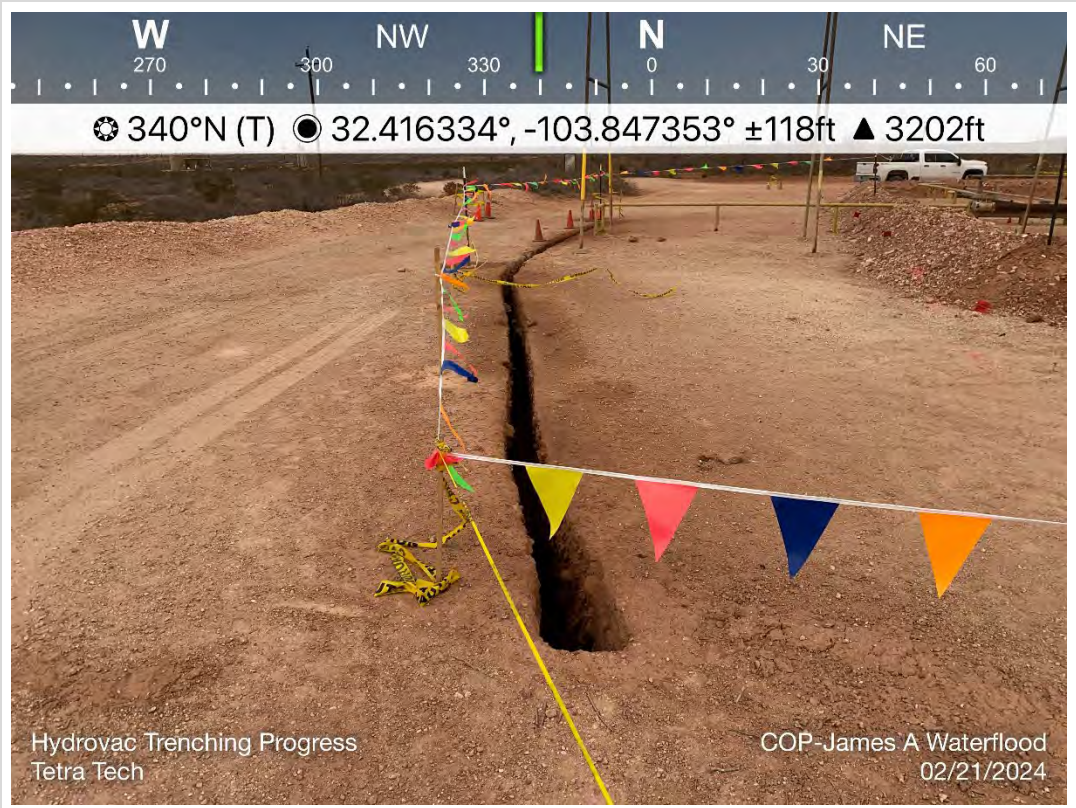 W NW N NE
270 300 330 0 30 60
340°N (T) 32.416334°, -103.847353° ±118ft ▲ 3202ft
Hydrovac Trenching Progress
Tetra Tech
COP-James A Waterflood
02/21/2024